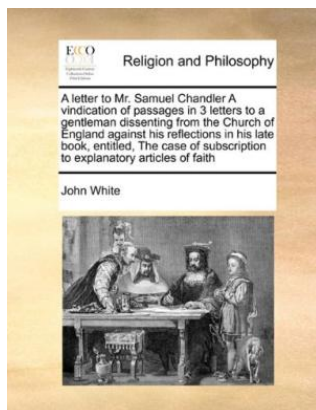 ECCO
Religion and Philosophy
A letter to Mr. Samuel Chandler A
vindication of passages in 3 letters to a
gentleman dissenting from the Church of
England against his reflections in his late
book, entitled, The case of subscription
to explanatory articles of faith
John White